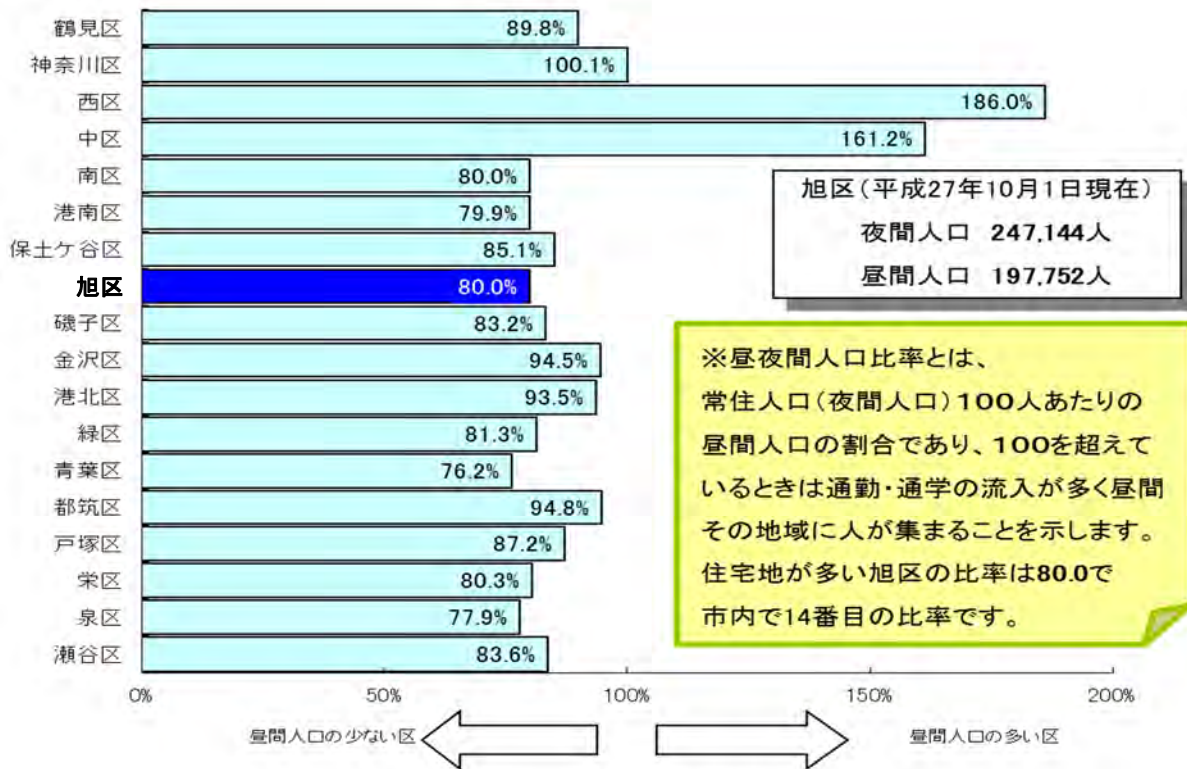 鶴見区 89.8%
神奈川区 100.1%
西区 186.0%
中区 161.2%
南区 80.0%
港南区 79.9%
保土ケ谷区 85.1%
旭区 80.0%
磯子区 83.2%
金沢区 94.5%
港北区 93.5%
緑区 81.3%
青葉区 76.2%
都筑区 94.8%
戸塚区 87.2%
栄区 80.3%
泉区 77.9%
瀬谷区 83.6%
0% 50% 100% 150% 200%
昼間人口の少ない区 昼間人口の多い区
旭区(平成27年10月1日現在)
夜間人口 247,144人
昼間人口 197,752人
※昼夜間人口比率とは、
常住人口(夜間人口)100人あたりの
昼間人口の割合であり、100を超えて
いるときは通勤・通学の流入が多く昼間
その地域に人が集まることを示します。
住宅地が多い旭区の比率は80.0で
市内で14番目の比率です。